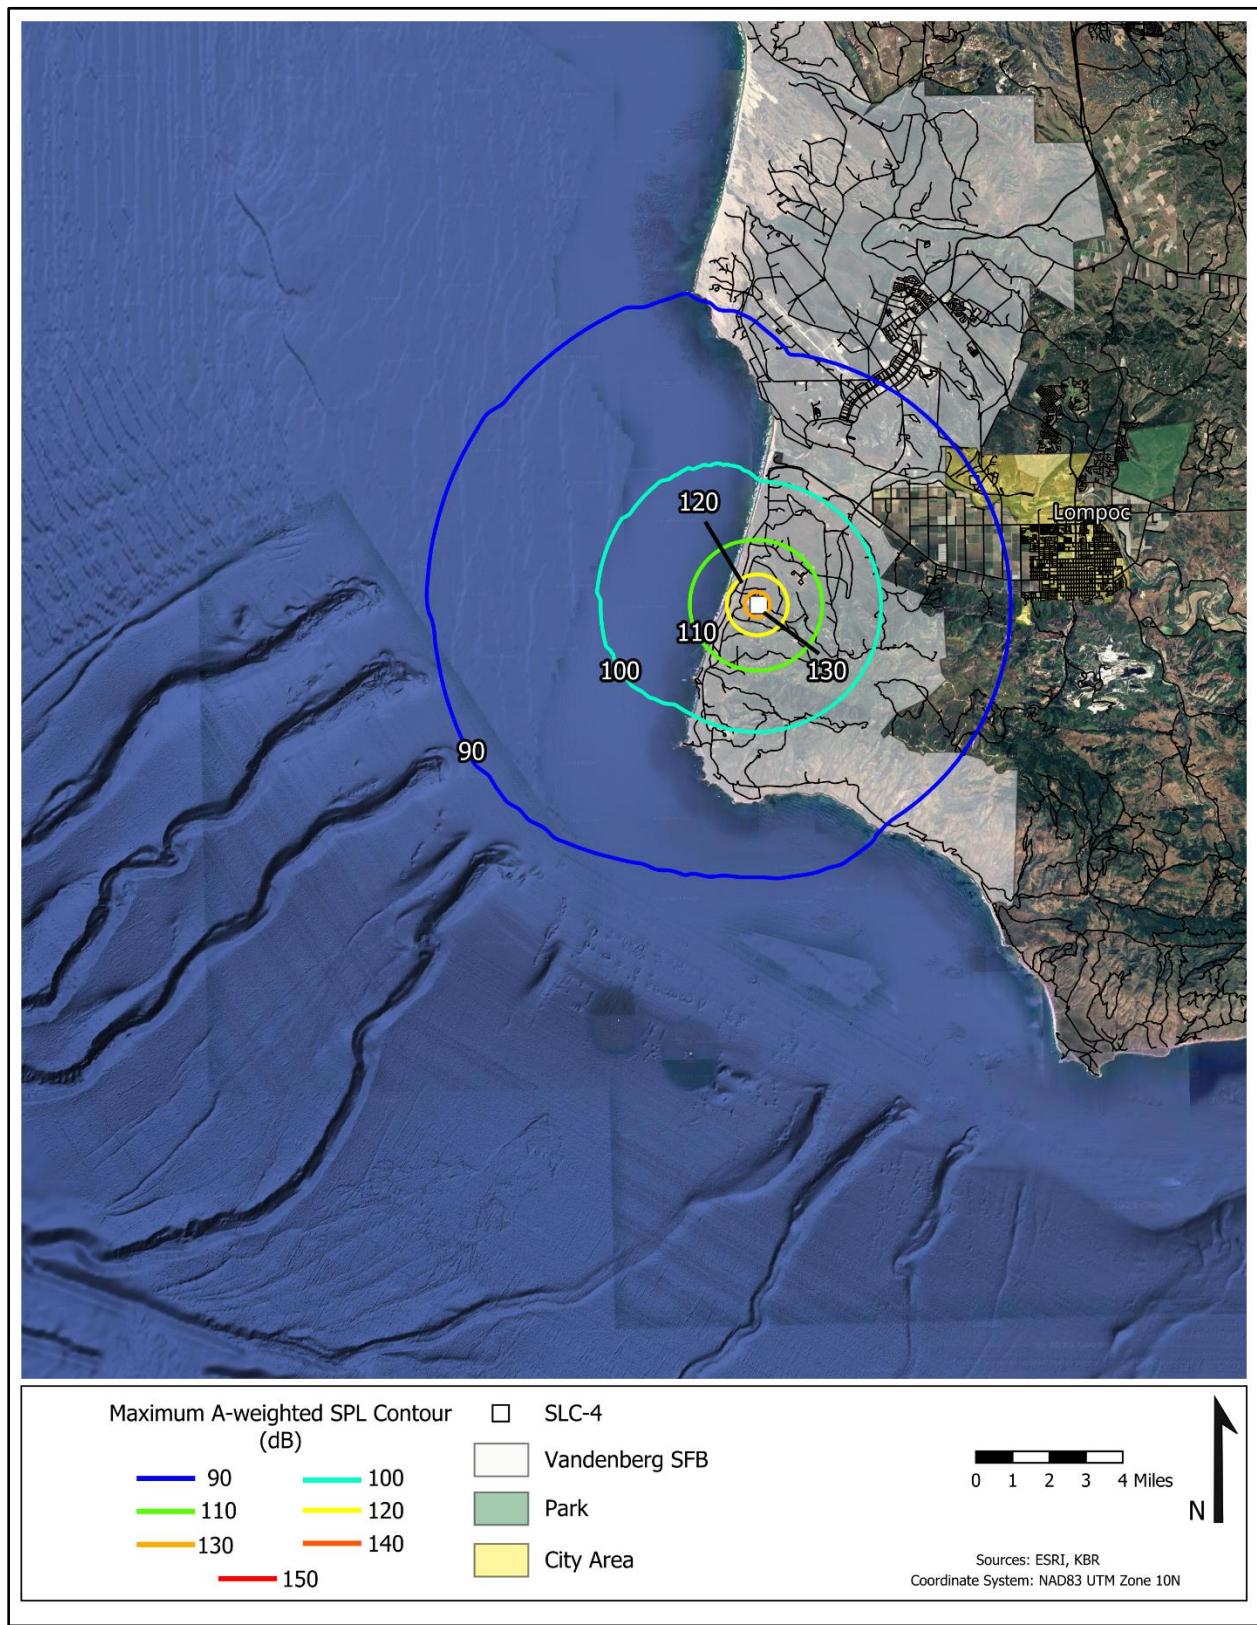 120
Lompoc
110
100
130
90
Maximum A-weighted SPL Contour
(dB)
90
100
110
120
130
140
150
SLC-4
Vandenberg SFB
Park
City Area
0 1 2 3 4 Miles
N
Sources: ESRI, KBR
Coordinate System: NAD83 UTM Zone 10N